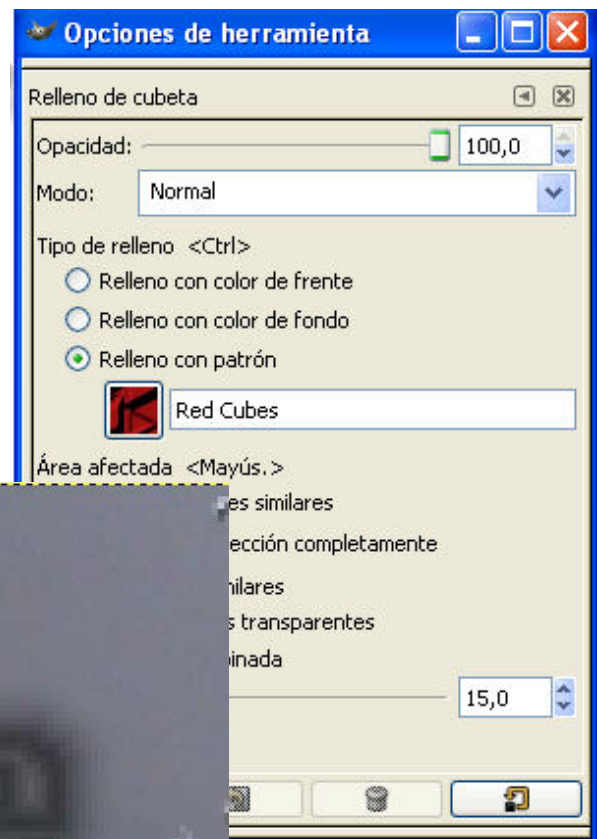 Opciones de herramienta
Relleno de cubeta
Opacidad: 100,0
Modo: Normal
Tipo de relleno <Ctrl>
Relleno con color de frente
Relleno con color de fondo
Relleno con patrón
Red Cubes
Área afectada <Mayús.>
es similares
ección completamente
milares
s transparentes
inada
15,0